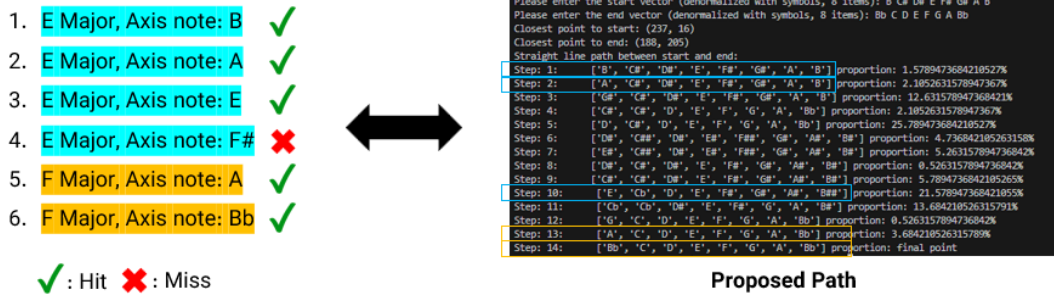 1. E Major, Axis note: B
2. E Major, Axis note: A
3. E Major, Axis note: E
4. E Major, Axis note: F#
5. F Major, Axis note: A
6. F Major, Axis note: Bb
: Hit : Miss
Please enter the start vector (denormalized with symbols, 8 items): B C# D# E F# G# A B
Please enter the end vector (denormalized with symbols, 8 items): Bb C D E F G A Bb
Closest point to start: (237, 16)
Closest point to end: (188, 205)
Straight line path between start and end:
Step: 1: ['B', 'C#', 'D#', 'E', 'F#', 'G#', 'A', 'B'] proportion: 1.5789473684210527%
Step: 2: ['A', 'C#', 'D#', 'E', 'F#', 'G#', 'A', 'B'] proportion: 2.1052631578947367%
Step: 3: ['G#', 'C#', 'D#', 'E', 'F#', 'G#', 'A', 'B'] proportion: 12.631578947368421%
Step: 4: ['C#', 'C#', 'D', 'E', 'F', 'G', 'A', 'Bb'] proportion: 2.1052631578947367%
Step: 5: ['D', 'C#', 'D', 'E', 'F', 'G', 'A', 'Bb'] proportion: 25.789473684210527%
Step: 6: ['D#', 'C##', 'D#', 'E#', 'F##', 'G#', 'A#', 'B#'] proportion: 4.7368421052631582%
Step: 7: ['E#', 'C##', 'D#', 'E#', 'F##', 'G#', 'A#', 'B#'] proportion: 5.263157894736842%
Step: 8: ['D#', 'C#', 'D#', 'E', 'F#', 'G#', 'A#', 'B#'] proportion: 0.5263157894736842%
Step: 9: ['C#', 'C#', 'D#', 'E', 'F#', 'G#', 'A#', 'B#'] proportion: 5.7894736842105265%
Step: 10: ['E', 'Cb', 'D', 'E', 'F#', 'G#', 'A#', 'B##'] proportion: 21.578947368421055%
Step: 11: ['Cb', 'Cb', 'D#', 'E', 'F#', 'G', 'A', 'B#'] proportion: 13.684210526315791%
Step: 12: ['G', 'C', 'D', 'E', 'F', 'G', 'A', 'Bb'] proportion: 0.5263157894736842%
Step: 13: ['A', 'C', 'D', 'E', 'F', 'G', 'A', 'Bb'] proportion: 3.6842105263157894%
Step: 14: ['Bb', 'C', 'D', 'E', 'F', 'G', 'A', 'Bb'] proportion: final point
Proposed Path